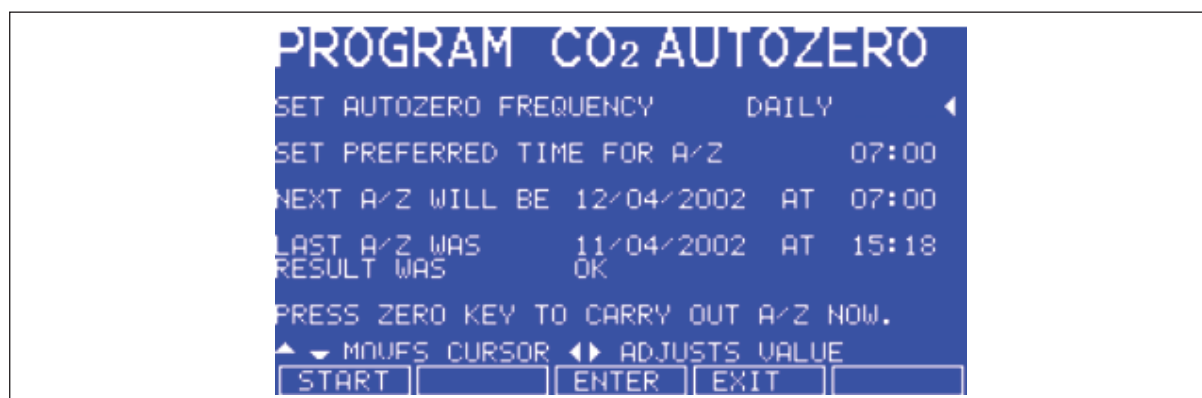 PROGRAM CO₂ AUTOZERO
SET AUTOZERO FREQUENCY DAILY ◀
SET PREFERRED TIME FOR A/Z 07:00
NEXT A/Z WILL BE 12/04/2002 AT 07:00
LAST A/Z WAS 11/04/2002 AT 15:18
RESULT WAS OK
PRESS ZERO KEY TO CARRY OUT A/Z NOW.
▲ ▼ MOVES CURSOR ◀▶ ADJUSTS VALUE
START ENTER EXIT